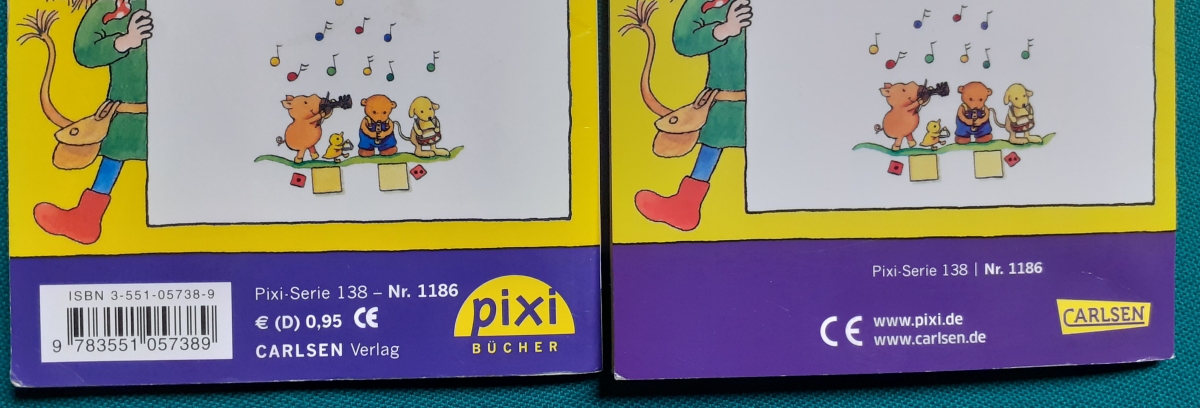 ISBN 3-551-05738-9
9 783551 057389
Pixi-Serie 138 – Nr. 1186
€ (D) 0,95 CE
CARLSEN Verlag
pixi
BÜCHER
Pixi-Serie 138 | Nr. 1186
CE www.pixi.de
www.carlsen.de
CARLSEN